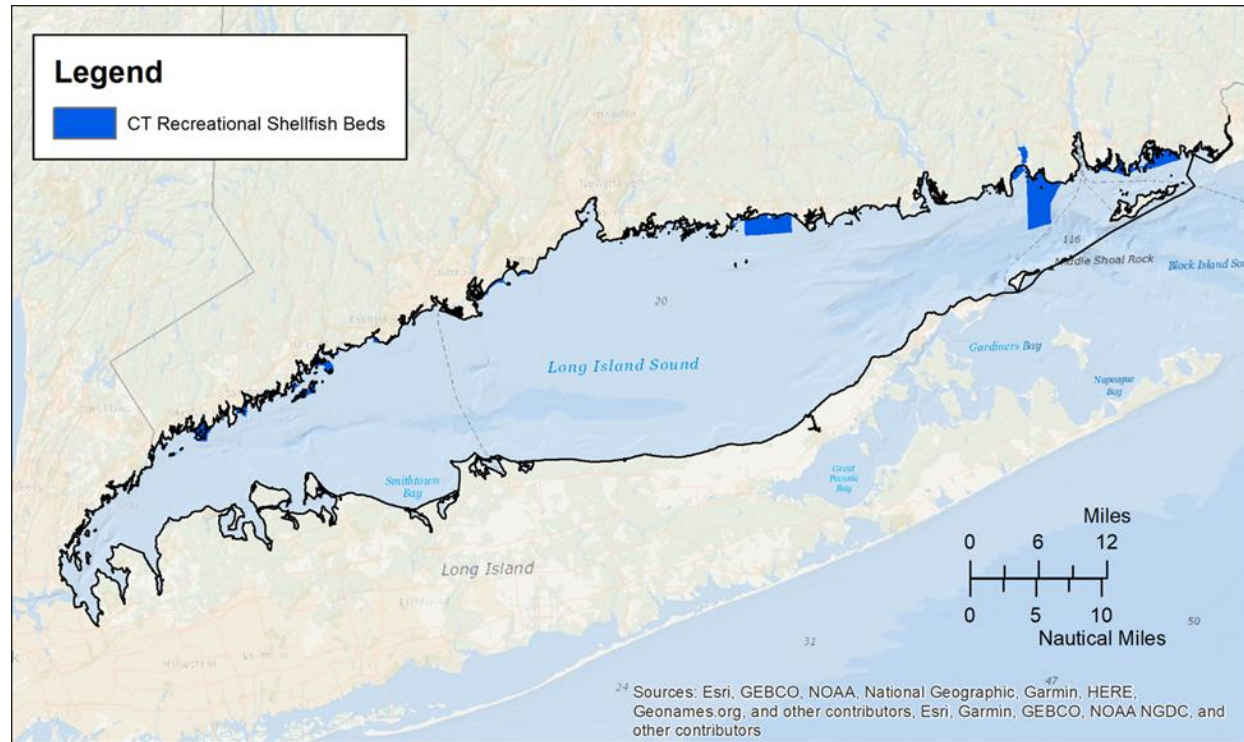 Legend
CT Recreational Shellfish Beds
116
Middle Shoal Rock
Block Island Sou
20
Long Island Sound
Gardiners Bay
Napeague
Bay
Great
Peconic
Bay
Smithtown
Bay
Long Island
Miles
0 6 12
0 5 10
Nautical Miles
50
31
24
47
Sources: Esri, GEBCO, NOAA, National Geographic, Garmin, HERE,
Geonames.org, and other contributors, Esri, Garmin, GEBCO, NOAA NGDC, and
other contributors